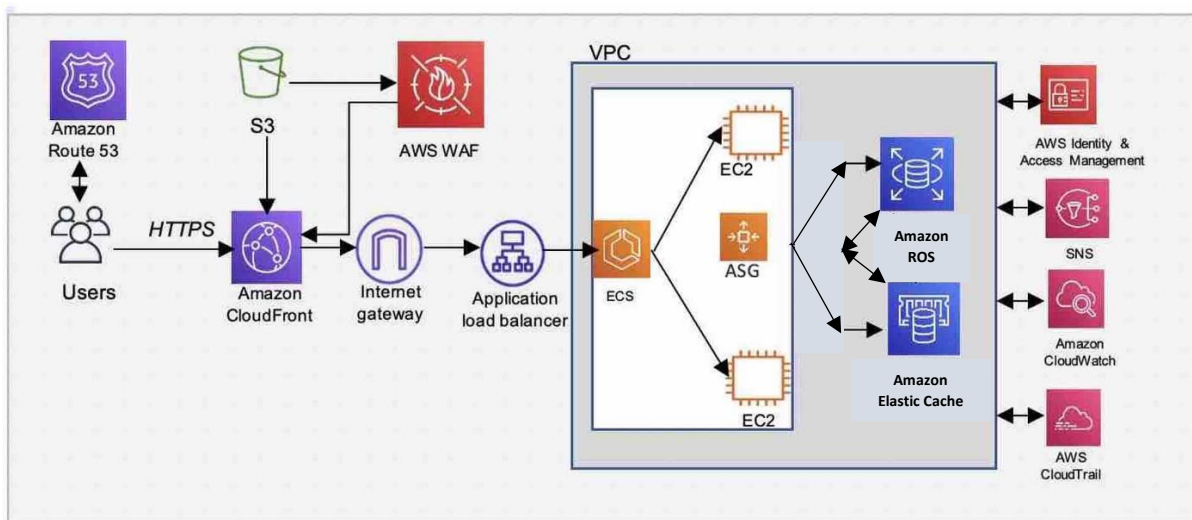 VPC
53
Amazon
Route 53
S3
AWS WAF
AWS Identity &
Access Management
EC2
HTTPS
Users
Amazon
CloudFront
Internet
gateway
Application
load balancer
ECS
ASG
Amazon
ROS
SNS
EC2
Amazon
Elastic Cache
Amazon
CloudWatch
AWS
CloudTrail